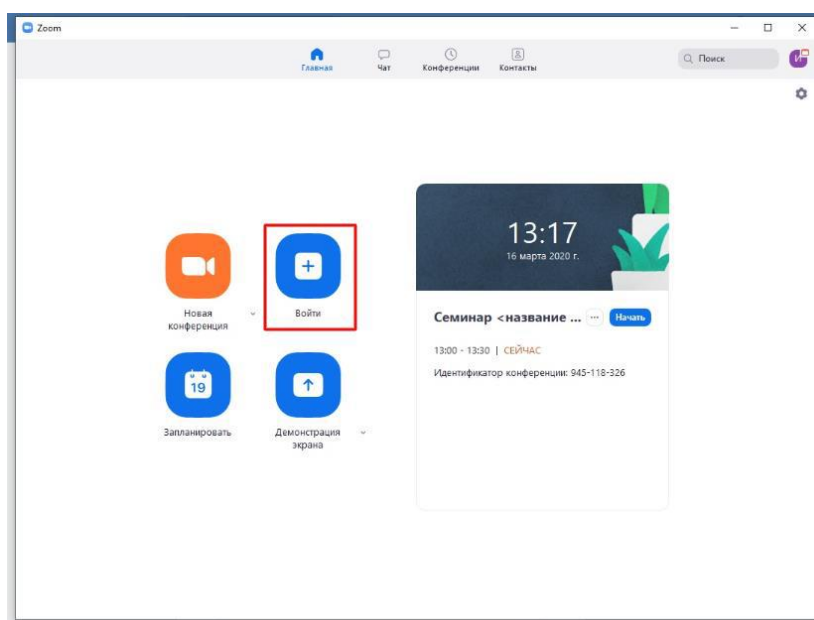 Zoom
Главная
Чат
Конференции
Контакты
Поиск
И
Новая
конференция
Войти
19
Запланировать
Демонстрация
экрана
13:17
16 марта 2020 г.
Семинар <название ...
Начать
13:00 - 13:30 | СЕЙЧАС
Идентификатор конференции: 945-118-326